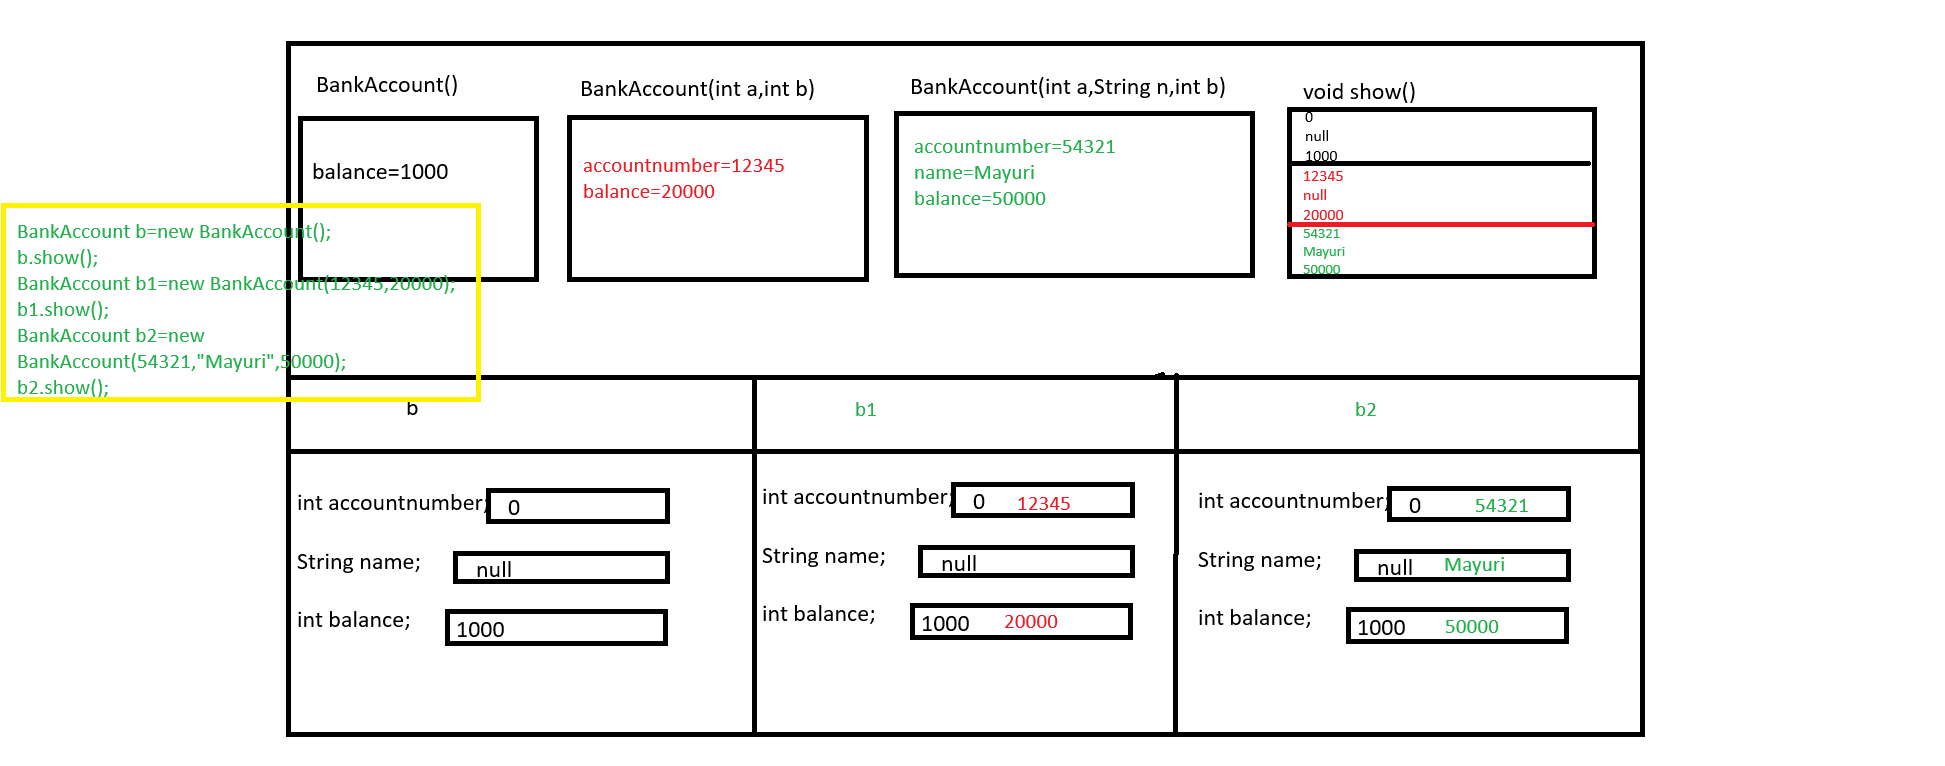 BankAccount()
balance=1000
BankAccount(int a,int b)
accountnumber=12345
balance=20000
BankAccount(int a,String n,int b)
accountnumber=54321
name=Mayuri
balance=50000
void show()
0
null
1000
12345
null
20000
54321
Mayuri
50000
BankAccount b=new BankAccount();
b.show();
BankAccount b1=new BankAccount(12345,20000);
b1.show();
BankAccount b2=new
BankAccount(54321,"Mayuri",50000);
b2.show();
b
int accountnumber; 0
String name; null
int balance; 1000
b1
int accountnumber; 0 12345
String name; null
int balance; 1000 20000
b2
int accountnumber; 0 54321
String name; null Mayuri
int balance; 1000 50000